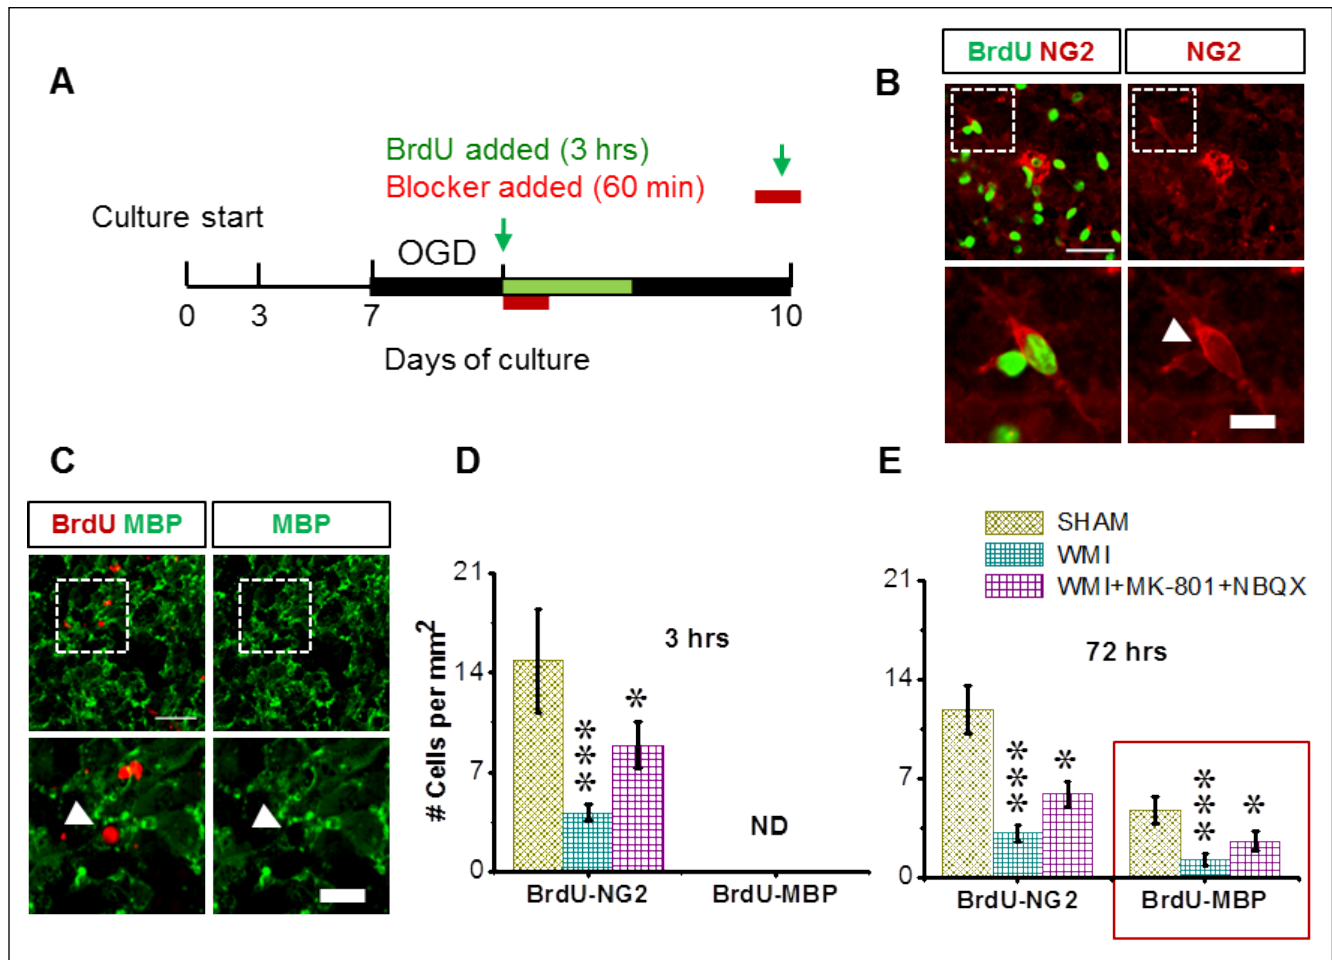 A
BrdU added (3 hrs)
Blocker added (60 min)
Culture start
OGD
0 3 7 10
Days of culture
B
BrdU NG2
NG2
C
BrdU MBP
MBP
D
21
14
7
0
# Cells per mm²
3 hrs
***
*
ND
BrdU-NG2
BrdU-MBP
E
SHAM
WMI
WMI+MK-801+NBQX
21
14
7
0
72 hrs
***
*
***
*
BrdU-NG2
BrdU-MBP